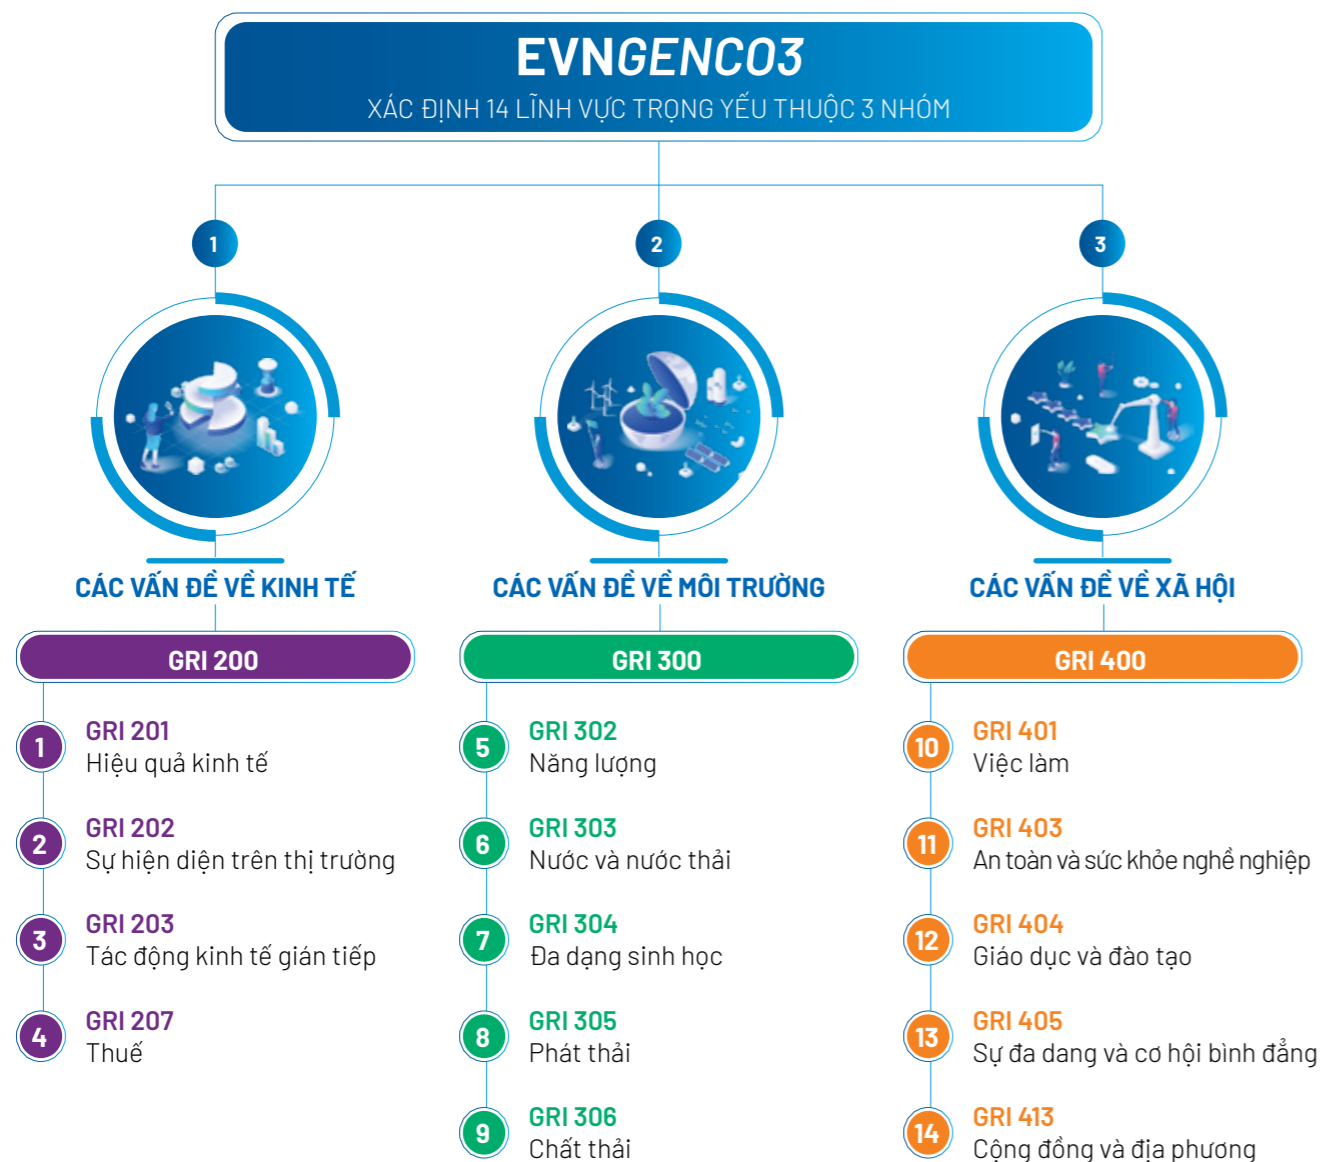 EVNGENCO3
XÁC ĐỊNH 14 LĨNH VỰC TRỌNG YẾU THUỘC 3 NHÓM
1
2
3
CÁC VẤN ĐỀ VỀ KINH TẾ
GRI 200
1
GRI 201
Hiệu quả kinh tế
2
GRI 202
Sự hiện diện trên thị trường
3
GRI 203
Tác động kinh tế gián tiếp
4
GRI 207
Thuế
CÁC VẤN ĐỀ VỀ MÔI TRƯỜNG
GRI 300
5
GRI 302
Năng lượng
6
GRI 303
Nước và nước thải
7
GRI 304
Đa dạng sinh học
8
GRI 305
Phát thải
9
GRI 306
Chất thải
CÁC VẤN ĐỀ VỀ XÃ HỘI
GRI 400
10
GRI 401
Việc làm
11
GRI 403
An toàn và sức khỏe nghề nghiệp
12
GRI 404
Giáo dục và đào tạo
13
GRI 405
Sự đa dang và cơ hội bình đẳng
14
GRI 413
Cộng đồng và địa phương